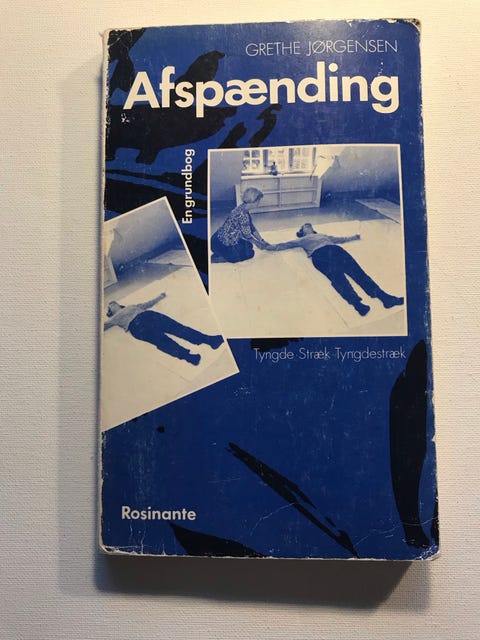 GRETHE JØRGENSEN
Afspænding
En grundbog
Tyngde Stræk Tyngdestræk
Rosinante